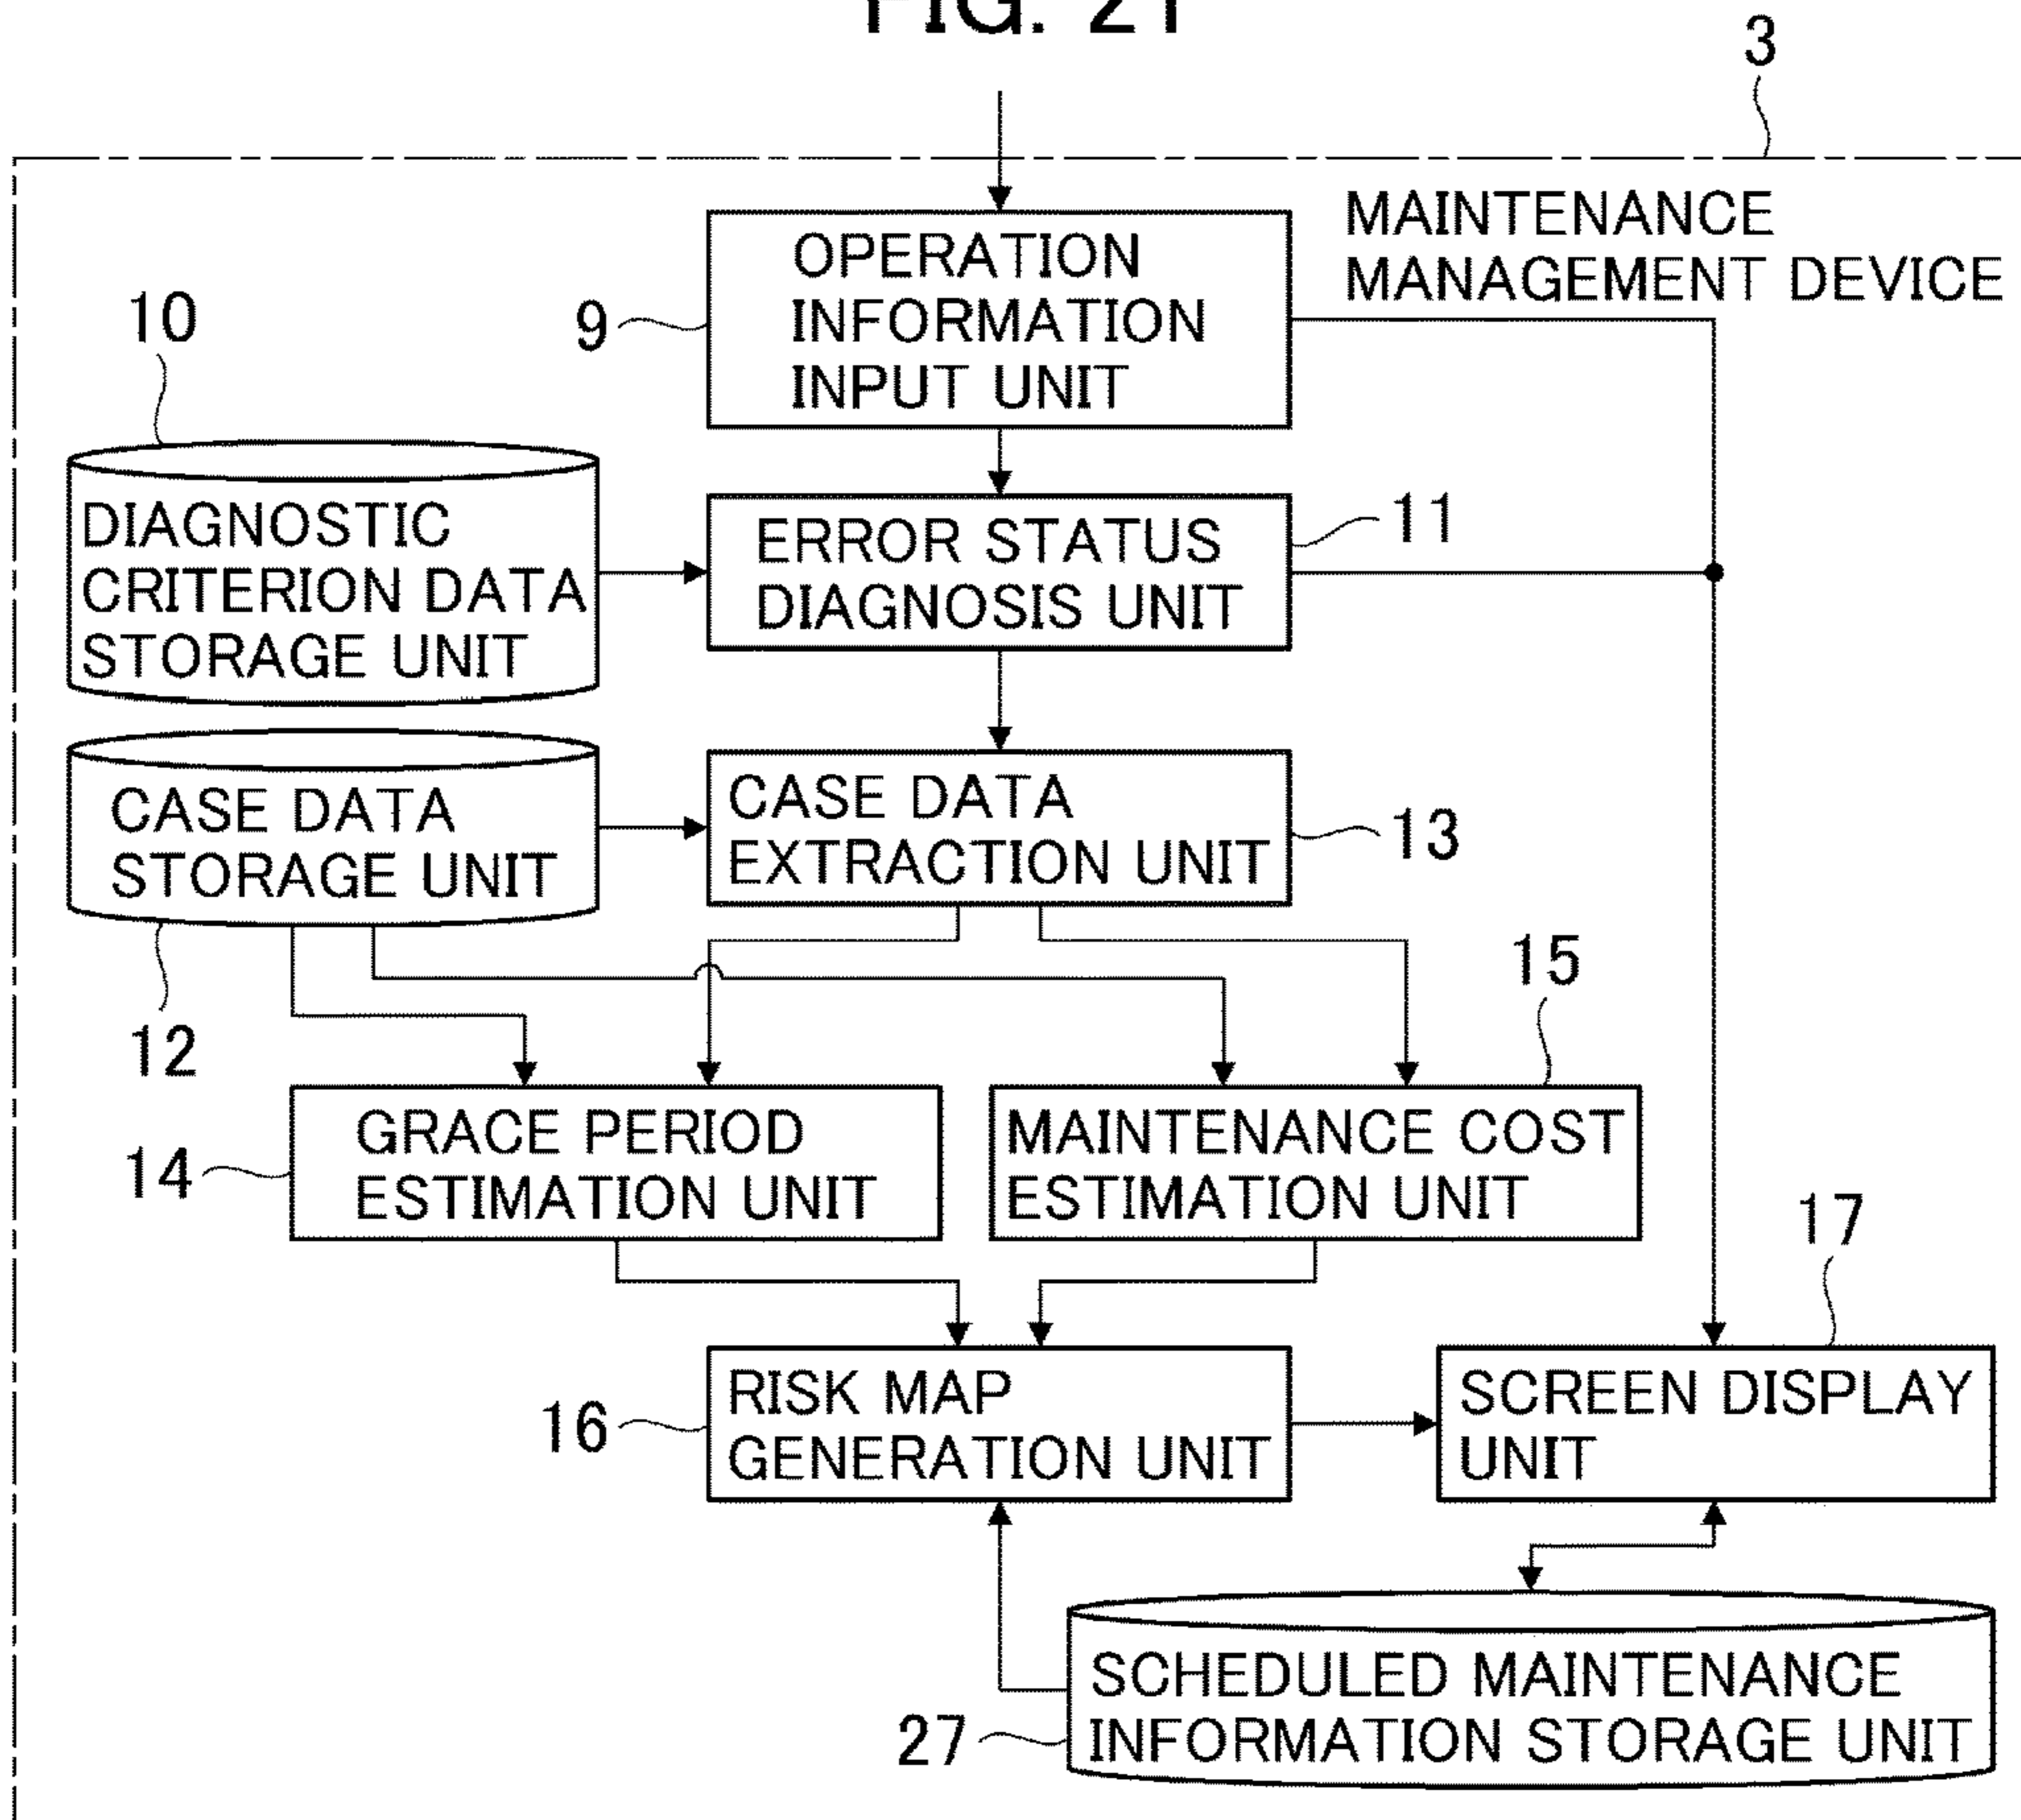 FIG. 21
3
MAINTENANCE
MANAGEMENT DEVICE
OPERATION
INFORMATION
INPUT UNIT
9
10
DIAGNOSTIC
CRITERION DATA
STORAGE UNIT
ERROR STATUS
DIAGNOSIS UNIT
11
CASE DATA
STORAGE UNIT
12
CASE DATA
EXTRACTION UNIT
13
15
14
GRACE PERIOD
ESTIMATION UNIT
MAINTENANCE COST
ESTIMATION UNIT
17
16
RISK MAP
GENERATION UNIT
SCREEN DISPLAY
UNIT
27
SCHEDULED MAINTENANCE
INFORMATION STORAGE UNIT